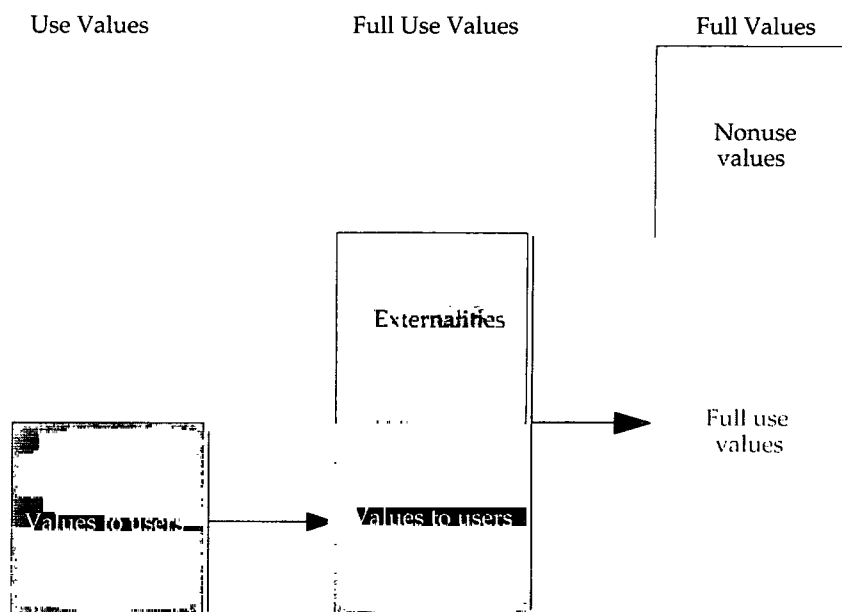 Use Values
Full Use Values
Full Values
Nonuse
values
Externalities
Full use
values
Values to users
Values to users